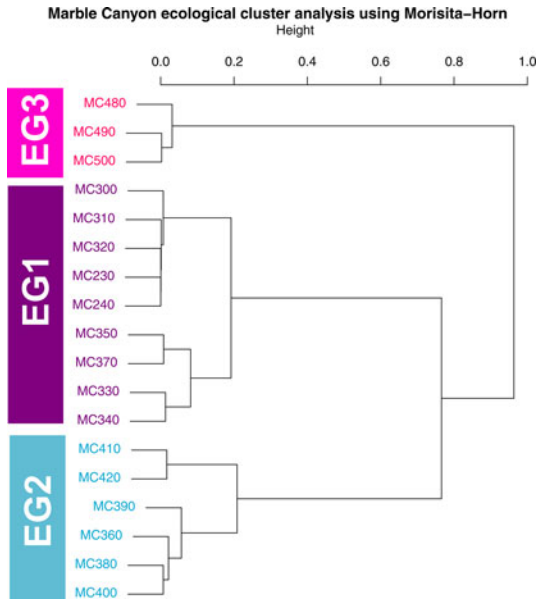 Marble Canyon ecological cluster analysis using Morisita–Horn
Height
0.0 0.2 0.4 0.6 0.8 1.0
EG3
MC480
MC490
MC500
EG1
MC300
MC310
MC320
MC230
MC240
MC350
MC370
MC330
MC340
EG2
MC410
MC420
MC390
MC360
MC380
MC400